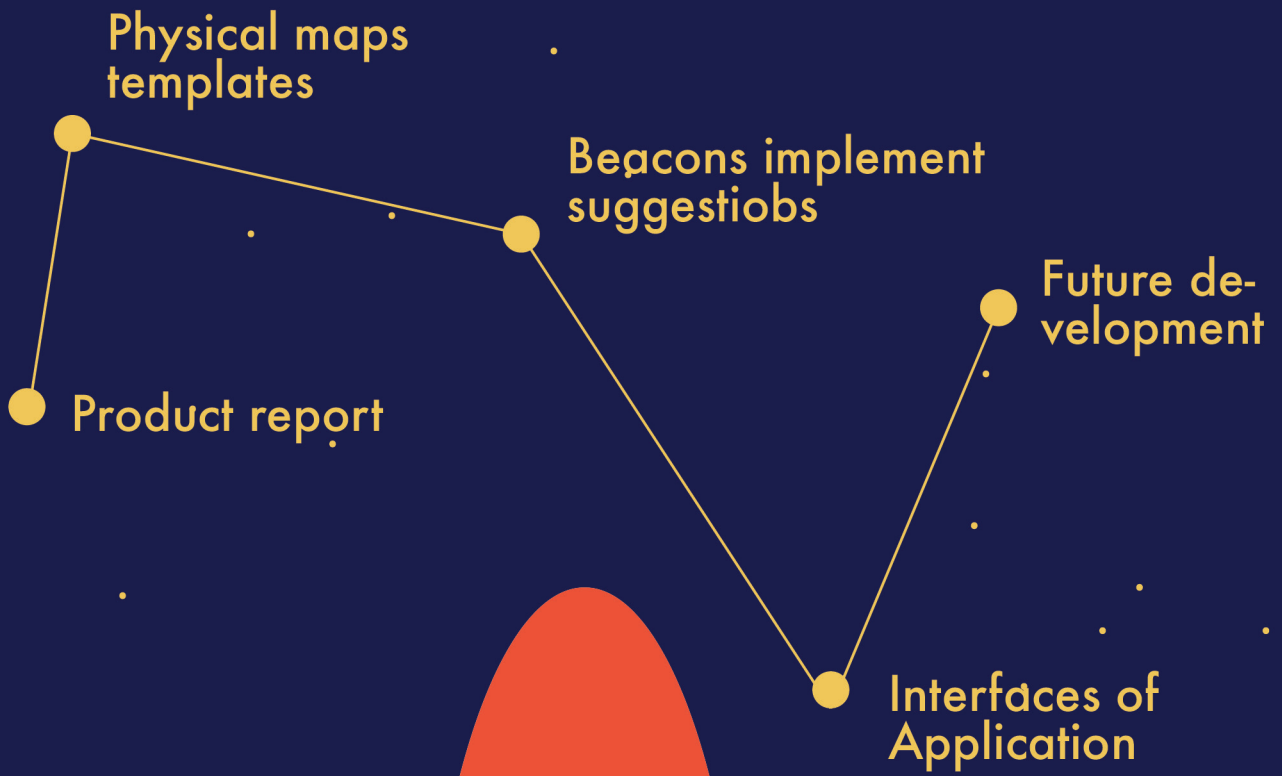 Physical maps
templates
Beacons implement
suggestiobs
Future de-
velopment
Product report
Interfaces of
Application